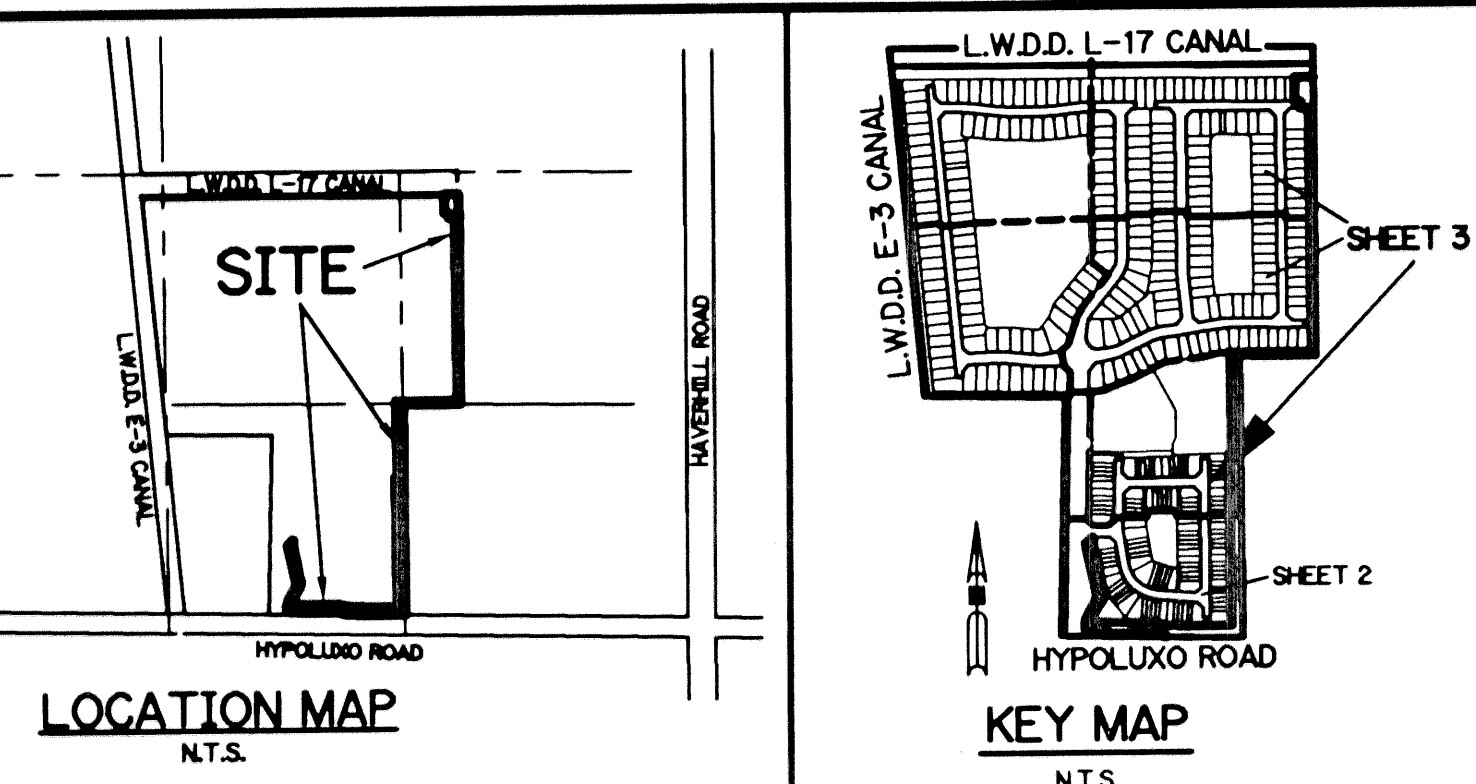 L.W.D.D. L-17 CANAL
SITE
L.W.D.D. E-3 CANAL
HAVERHILL ROAD
HYPOLUXO ROAD
LOCATION MAP
N.T.S.
L.W.D.D. L-17 CANAL
L.W.D.D. E-3 CANAL
SHEET 3
SHEET 2
HYPOLUXO ROAD
KEY MAP
N.T.S.